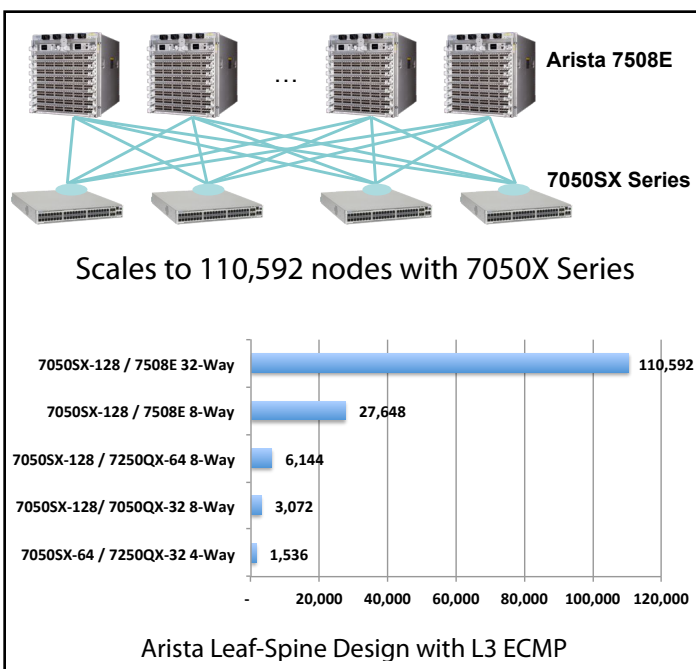 Arista 7508E
...
7050SX Series
Scales to 110,592 nodes with 7050X Series
7050SX-128 / 7508E 32-Way
110,592
7050SX-128 / 7508E 8-Way
27,648
7050SX-128 / 7250QX-64 8-Way
6,144
7050SX-128/ 7050QX-32 8-Way
3,072
7050SX-64 / 7250QX-32 4-Way
1,536
- 20,000 40,000 60,000 80,000 100,000 120,000
Arista Leaf-Spine Design with L3 ECMP